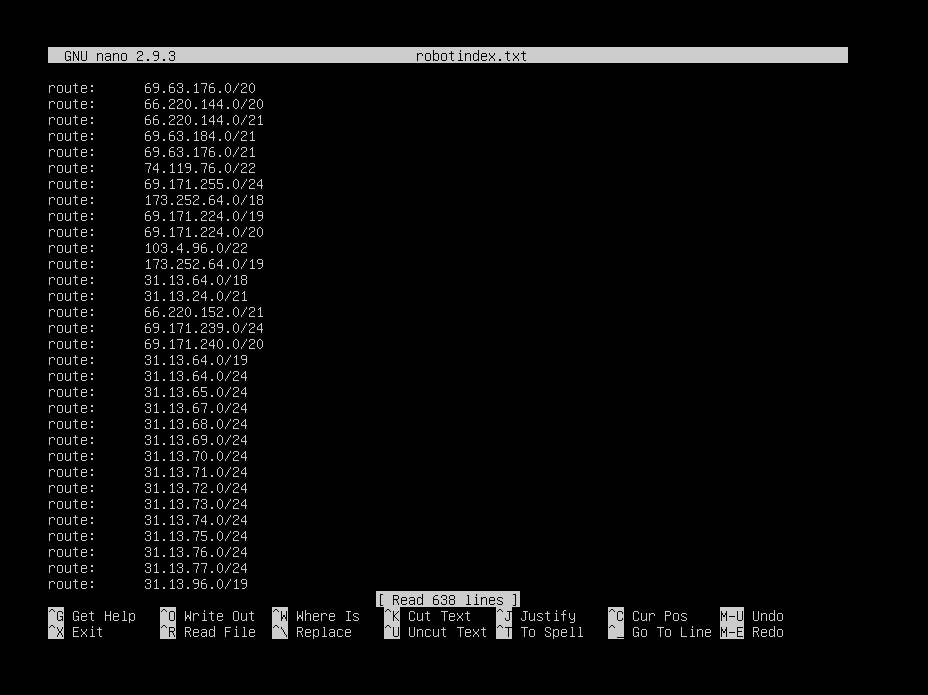 GNU nano 2.9.3 robotindex.txt
route: 69.63.176.0/20
route: 66.220.144.0/20
route: 66.220.144.0/21
route: 69.63.184.0/21
route: 69.63.176.0/21
route: 74.119.76.0/22
route: 69.171.255.0/24
route: 173.252.64.0/18
route: 69.171.224.0/19
route: 69.171.224.0/20
route: 103.4.96.0/22
route: 173.252.64.0/19
route: 31.13.64.0/18
route: 31.13.24.0/21
route: 66.220.152.0/21
route: 69.171.239.0/24
route: 69.171.240.0/20
route: 31.13.64.0/19
route: 31.13.64.0/24
route: 31.13.65.0/24
route: 31.13.67.0/24
route: 31.13.68.0/24
route: 31.13.69.0/24
route: 31.13.70.0/24
route: 31.13.71.0/24
route: 31.13.72.0/24
route: 31.13.73.0/24
route: 31.13.74.0/24
route: 31.13.75.0/24
route: 31.13.76.0/24
route: 31.13.77.0/24
route: 31.13.96.0/19
[ Read 638 lines ]
^G Get Help ^O Write Out ^W Where Is ^K Cut Text ^J Justify ^C Cur Pos M-U Undo
^X Exit ^R Read File ^\ Replace ^U Uncut Text ^T To Spell ^_ Go To Line M-E Redo